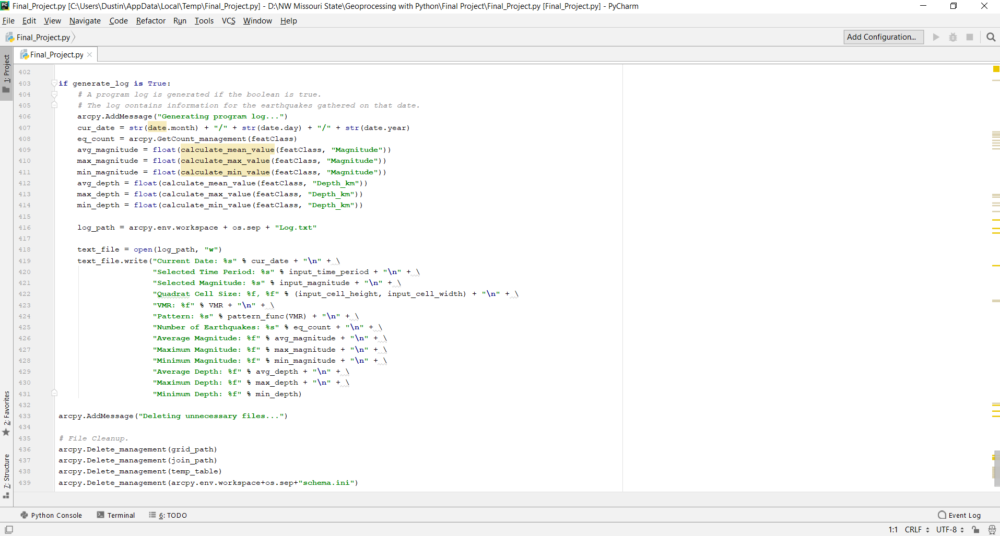 Final_Project.py [C:\Users\Dustin\AppData\Local\Temp\Final_Project.py] - D:\NW Missouri State\Geoprocessing with Python\Final Project\Final_Project.py [Final_Project.py] - PyCharm
File Edit View Navigate Code Refactor Run Tools VCS Window Help
Final_Project.py
Add Configuration...
Final_Project.py
1: Project
2: Favorites
7: Structure
402
403 if generate_log is True:
404     # A program log is generated if the boolean is true.
405     # The log contains information for the earthquakes gathered on that date.
406     arcpy.AddMessage("Generating program log...")
407     cur_date = str(date.month) + "/" + str(date.day) + "/" + str(date.year)
408     eq_count = arcpy.GetCount_management(featClass)
409     avg_magnitude = float(calculate_mean_value(featClass, "Magnitude"))
410     max_magnitude = float(calculate_max_value(featClass, "Magnitude"))
411     min_magnitude = float(calculate_min_value(featClass, "Magnitude"))
412     avg_depth = float(calculate_mean_value(featClass, "Depth_km"))
413     max_depth = float(calculate_max_value(featClass, "Depth_km"))
414     min_depth = float(calculate_min_value(featClass, "Depth_km"))
415
416     log_path = arcpy.env.workspace + os.sep + "Log.txt"
417
418     text_file = open(log_path, "w")
419     text_file.write("Current Date: %s" % cur_date + "\n" + \
420                     "Selected Time Period: %s" % input_time_period + "\n" + \
421                     "Selected Magnitude: %s" % input_magnitude + "\n" + \
422                     "Quadrat Cell Size: %f, %f" % (input_cell_height, input_cell_width) + "\n" + \
423                     "VMR: %f" % VMR + "\n" + \
424                     "Pattern: %s" % pattern_func(VMR) + "\n" + \
425                     "Number of Earthquakes: %s" % eq_count + "\n" + \
426                     "Average Magnitude: %f" % avg_magnitude + "\n" + \
427                     "Maximum Magnitude: %f" % max_magnitude + "\n" + \
428                     "Minimum Magnitude: %f" % min_magnitude + "\n" + \
429                     "Average Depth: %f" % avg_depth + "\n" + \
430                     "Maximum Depth: %f" % max_depth + "\n" + \
431                     "Minimum Depth: %f" % min_depth)
432
433 arcpy.AddMessage("Deleting unnecessary files...")
434
435 # File Cleanup.
436 arcpy.Delete_management(grid_path)
437 arcpy.Delete_management(join_path)
438 arcpy.Delete_management(temp_table)
439 arcpy.Delete_management(arcpy.env.workspace+os.sep+"schema.ini")
Python Console Terminal 6: TODO Event Log
1:1 CRLF UTF-8